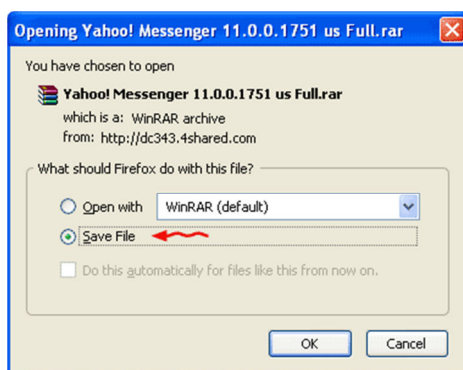 Opening Yahoo! Messenger 11.0.0.1751 us Full.rar
You have chosen to open
Yahoo! Messenger 11.0.0.1751 us Full.rar
which is a: WinRAR archive
from: http://dc343.4shared.com
What should Firefox do with this file?
Open with WinRAR (default)
Save File
Do this automatically for files like this from now on.
OK Cancel